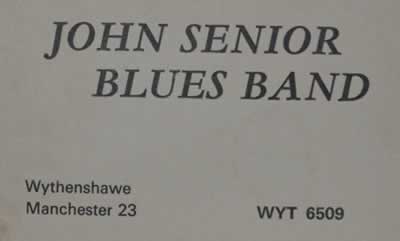 JOHN SENIOR
BLUES BAND
Wythenshawe
Manchester 23
WYT 6509